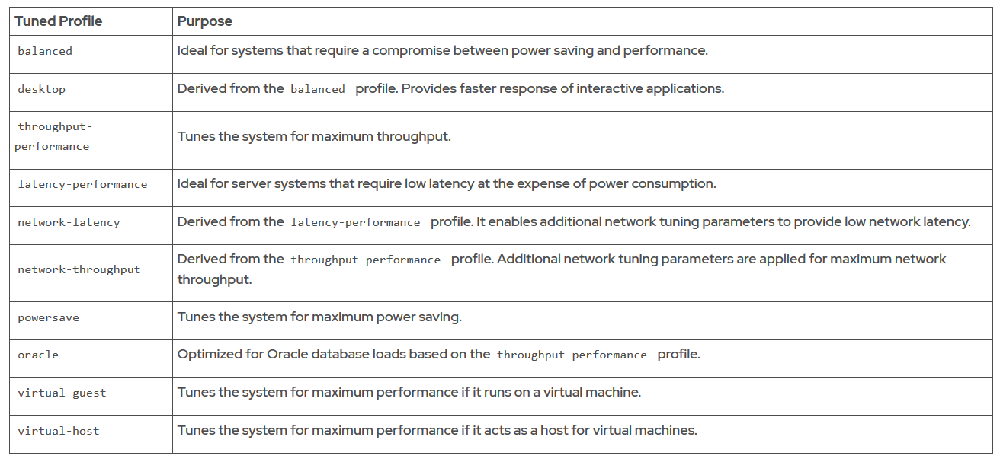 Tuned Profile Purpose
balanced Ideal for systems that require a compromise between power saving and performance.
desktop Derived from the balanced profile. Provides faster response of interactive applications.
throughput-
performance Tunes the system for maximum throughput.
latency-performance Ideal for server systems that require low latency at the expense of power consumption.
network-latency Derived from the latency-performance profile. It enables additional network tuning parameters to provide low network latency.
network-throughput Derived from the throughput-performance profile. Additional network tuning parameters are applied for maximum network
throughput.
powersave Tunes the system for maximum power saving.
oracle Optimized for Oracle database loads based on the throughput-performance profile.
virtual-guest Tunes the system for maximum performance if it runs on a virtual machine.
virtual-host Tunes the system for maximum performance if it acts as a host for virtual machines.